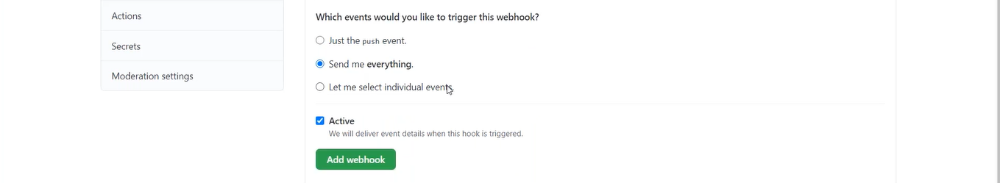 Actions
Secrets
Moderation settings
Which events would you like to trigger this webhook?
Just the push event.
Send me everything.
Let me select individual events.
Active
We will deliver event details when this hook is triggered.
Add webhook